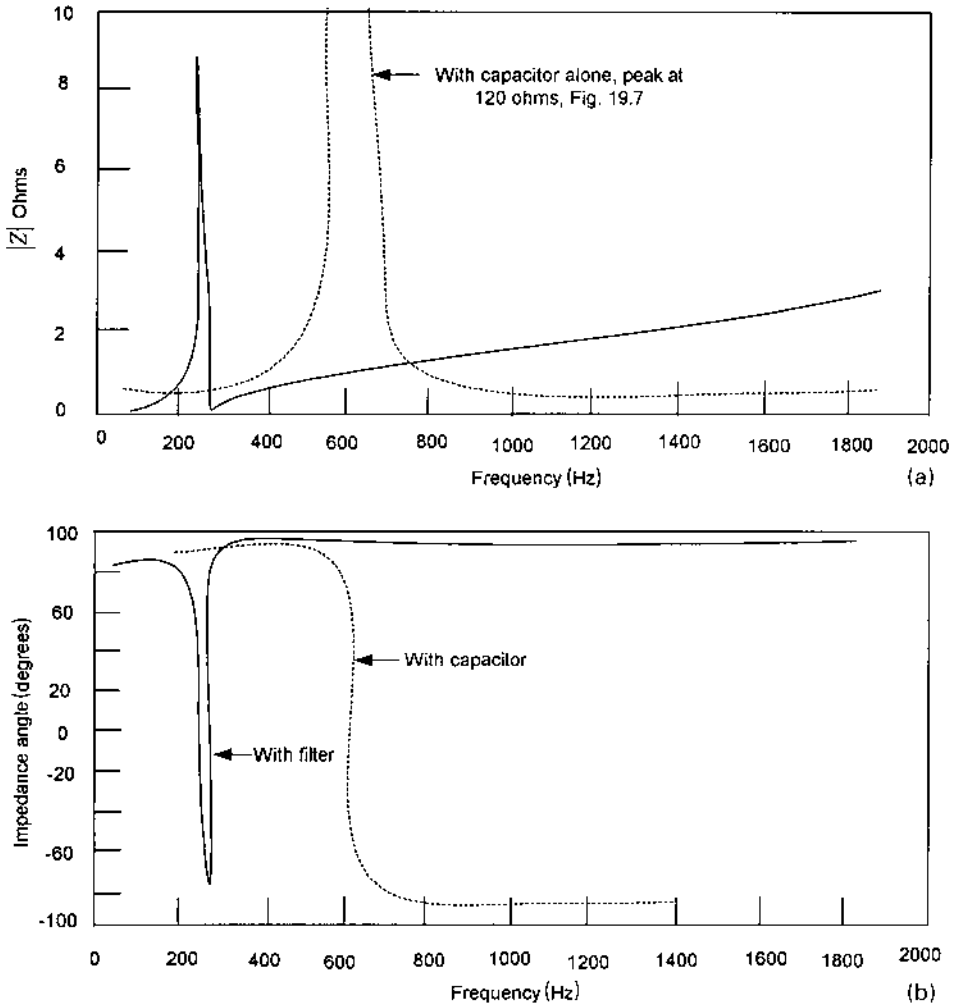 10
8
6
4
2
0
|Z| Ohms
With capacitor alone, peak at
120 ohms, Fig. 19.7
0 200 400 600 800 1000 1200 1400 1600 1800 2000
Frequency (Hz)
(a)
100
60
20
0
-20
-60
-100
Impedance angle (degrees)
With capacitor
With filter
0 200 400 600 800 1000 1200 1400 1600 1800 2000
Frequency (Hz)
(b)